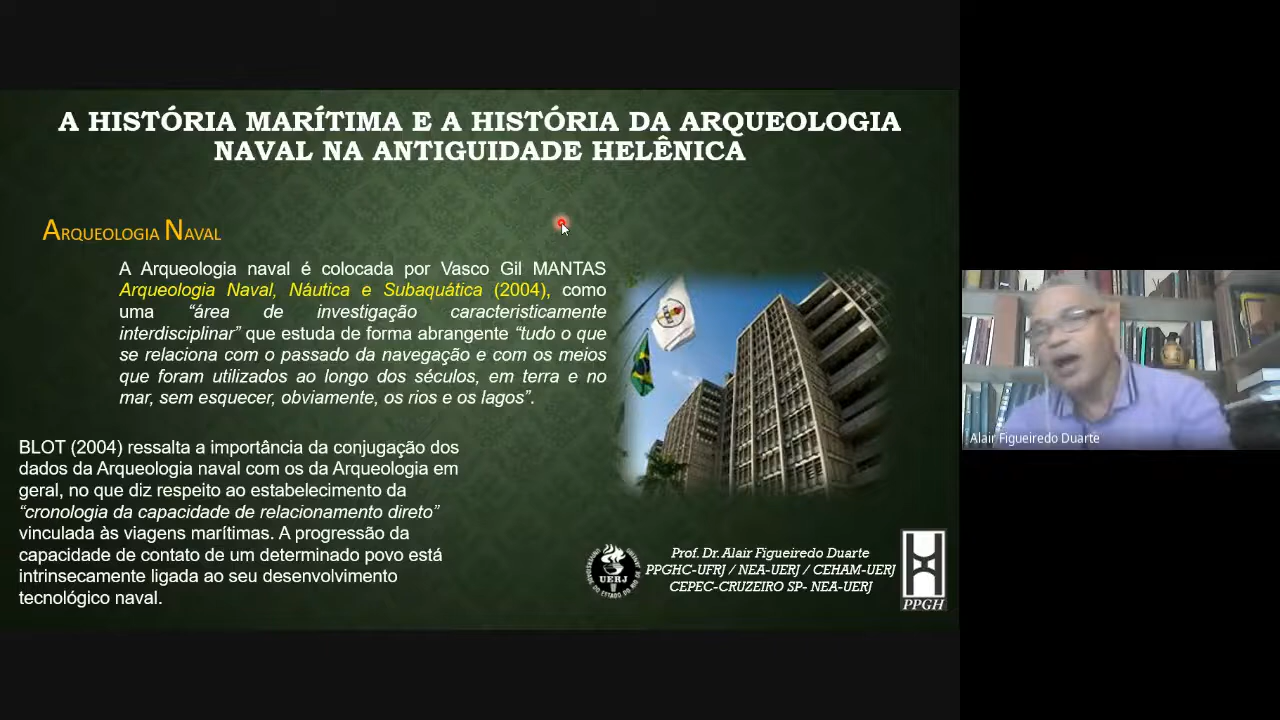 A HISTÓRIA MARÍTIMA E A HISTÓRIA DA ARQUEOLOGIA
NAVAL NA ANTIGUIDADE HELÊNICA
ARQUEOLOGIA NAVAL
A Arqueologia naval é colocada por Vasco Gil MANTAS
Arqueologia Naval, Náutica e Subaquática (2004), como
uma “área de investigação caracteristicamente
interdisciplinar” que estuda de forma abrangente “tudo o que
se relaciona com o passado da navegação e com os meios
que foram utilizados ao longo dos séculos, em terra e no
mar, sem esquecer, obviamente, os rios e os lagos”.
BLOT (2004) ressalta a importância da conjugação dos
dados da Arqueologia naval com os da Arqueologia em
geral, no que diz respeito ao estabelecimento da
“cronologia da capacidade de relacionamento direto”
vinculada às viagens marítimas. A progressão da
capacidade de contato de um determinado povo está
intrinsecamente ligada ao seu desenvolvimento
tecnológico naval.
UERJ
Prof. Dr. Alair Figueiredo Duarte
PPGHC-UFRJ / NEA-UERJ / CEHAM-UERJ
CEPEC-CRUZEIRO SP- NEA-UERJ
PPGH
Alair Figueiredo Duarte